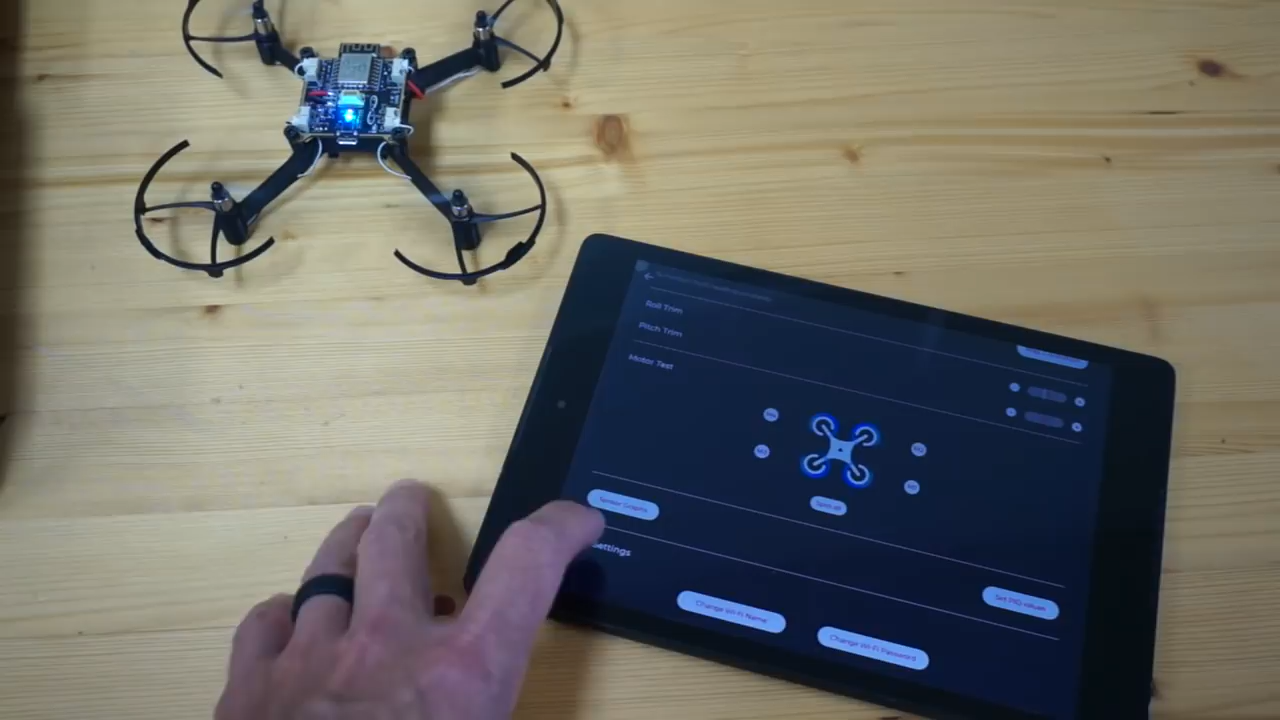 Roll Trim
Pitch Trim
Motor Test
Spin all
Sensor Graphs
Settings
Set PID values
Change Wi-Fi Name
Change Wi-Fi Password